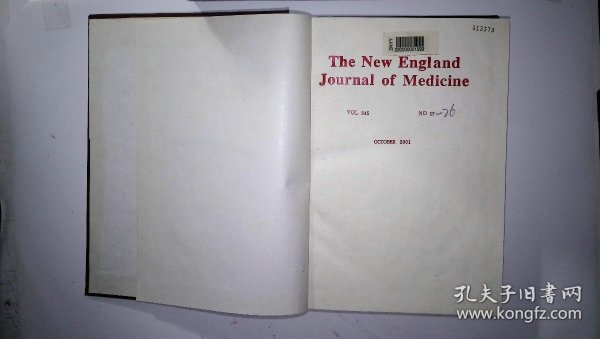 The New England
Journal of Medicine
VOL 345
NO 17-26
OCTOBER 2001
孔夫子旧书网
www.kongfz.com